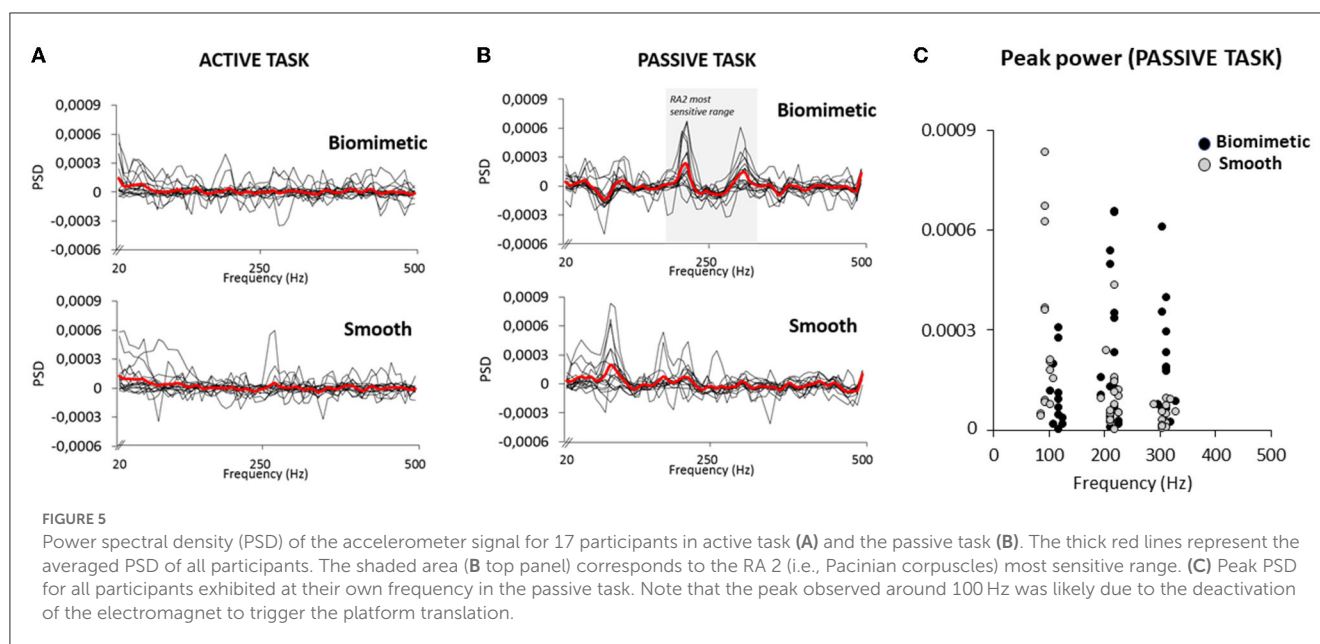 A
ACTIVE TASK
0,0009
0,0006
0,0003
0
-0,0003
-0,0006
PSD
Biomimetic
20
250
500
Frequency (Hz)
0,0009
0,0006
0,0003
0
-0,0003
-0,0006
PSD
Smooth
20
250
500
Frequency (Hz)
B
PASSIVE TASK
0,0009
0,0006
0,0003
0
-0,0003
-0,0006
PSD
RA2 most
sensitive range
Biomimetic
20
250
500
Frequency (Hz)
0,0009
0,0006
0,0003
0
-0,0003
-0,0006
PSD
Smooth
20
250
500
Frequency (Hz)
C
Peak power (PASSIVE TASK)
0.0009
0.0006
0.0003
0
Biomimetic
Smooth
0
100
200
300
400
500
Frequency (Hz)
FIGURE 5
Power spectral density (PSD) of the accelerometer signal for 17 participants in active task (A) and the passive task (B). The thick red lines represent the
averaged PSD of all participants. The shaded area (B top panel) corresponds to the RA 2 (i.e., Pacinian corpuscles) most sensitive range. (C) Peak PSD
for all participants exhibited at their own frequency in the passive task. Note that the peak observed around 100 Hz was likely due to the deactivation
of the electromagnet to trigger the platform translation.